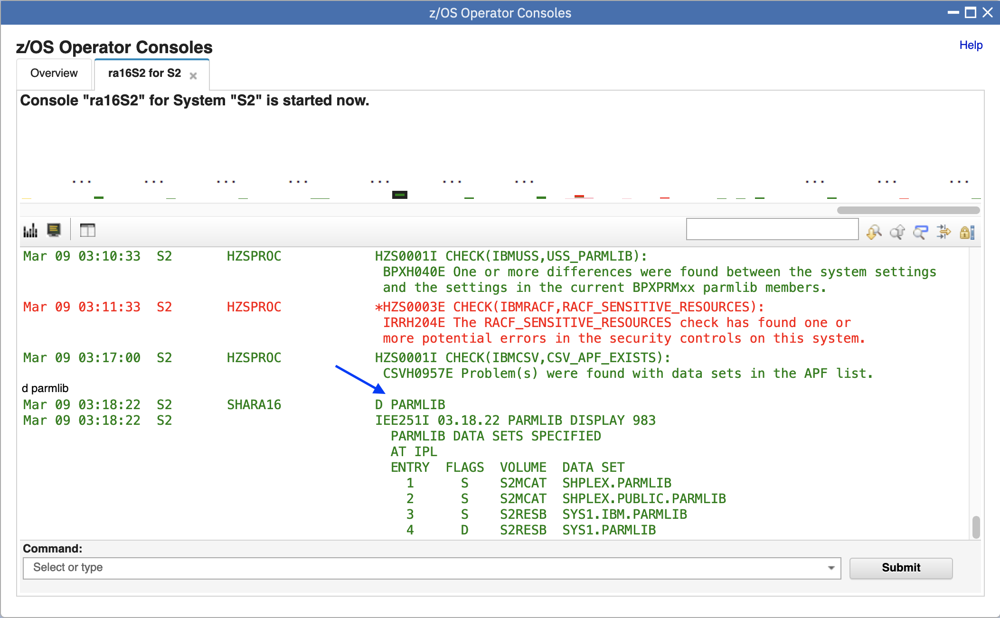 z/OS Operator Consoles
z/OS Operator Consoles
Help
Overview
ra16S2 for S2
Console "ra16S2" for System "S2" is started now.
... ... ... ... ... ... ... ... ... ...
Mar 09 03:10:33 S2 HZSPROC HZS0001I CHECK(IBMUSS,USS_PARMLIB):
BPXH040E One or more differences were found between the system settings
and the settings in the current BPXPRMxx parmlib members.
Mar 09 03:11:33 S2 HZSPROC *HZS0003E CHECK(IBMRACF,RACF_SENSITIVE_RESOURCES):
IRRH204E The RACF_SENSITIVE_RESOURCES check has found one or
more potential errors in the security controls on this system.
Mar 09 03:17:00 S2 HZSPROC HZS0001I CHECK(IBMCSV,CSV_APF_EXISTS):
CSVH0957E Problem(s) were found with data sets in the APF list.
d parmlib
Mar 09 03:18:22 S2 SHARA16 D PARMLIB
Mar 09 03:18:22 S2 IEE251I 03.18.22 PARMLIB DISPLAY 983
PARMLIB DATA SETS SPECIFIED
AT IPL
ENTRY FLAGS VOLUME DATA SET
1 S S2MCAT SHPLEX.PARMLIB
2 S S2MCAT SHPLEX.PUBLIC.PARMLIB
3 S S2RESB SYS1.IBM.PARMLIB
4 D S2RESB SYS1.PARMLIB
Command:
Select or type
Submit